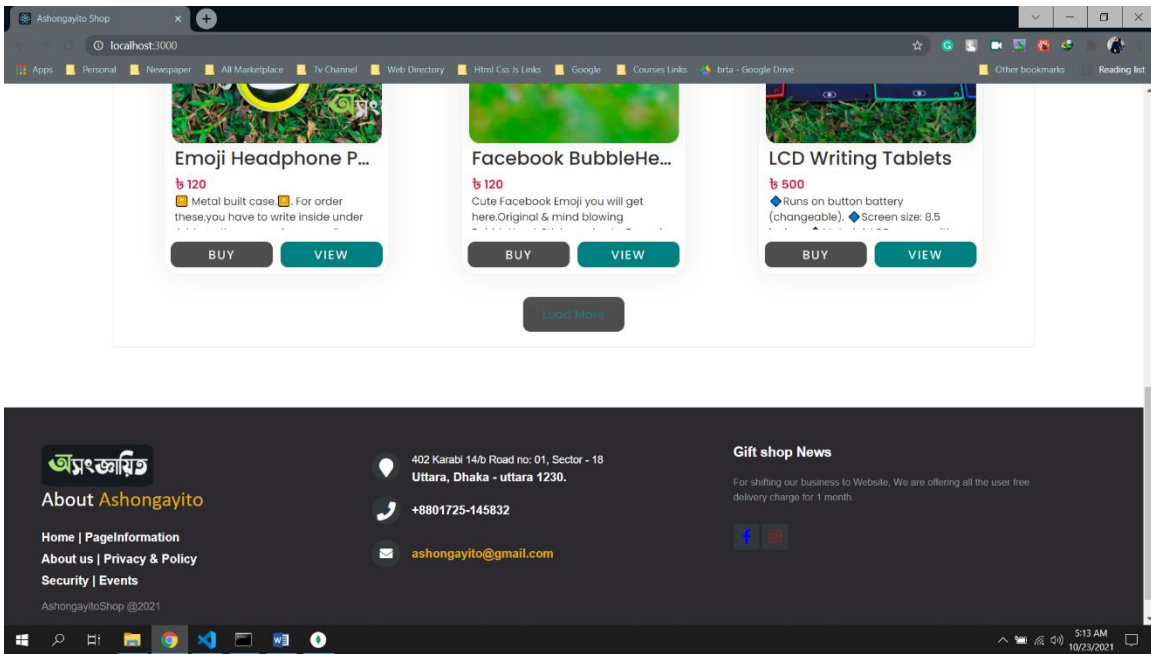 Ashongayito Shop
localhost:3000
Apps Personal Newspaper All Marketplace Tv Channel Web Directory Html Css Js Links Google Courses Links brta - Google Drive Other bookmarks Reading list
Emoji Headphone P...
৳ 120
Metal built case. . For order
these,you have to write inside under
BUY VIEW
Facebook BubbleHe...
৳ 120
Cute Facebook Emoji you will get
here.Original & mind blowing
BUY VIEW
LCD Writing Tablets
৳ 500
Runs on button battery
(changeable). Screen size: 8.5
BUY VIEW
Load More
অসংজ্ঞায়িত
About Ashongayito
Home | PageInformation
About us | Privacy & Policy
Security | Events
AshongayitoShop @2021
402 Karabi 14/b Road no: 01, Sector - 18
Uttara, Dhaka - uttara 1230.
+8801725-145832
ashongayito@gmail.com
Gift shop News
For shifting our business to Website, We are offering all the user free
delivery charge for 1 month.
5:13 AM
10/23/2021